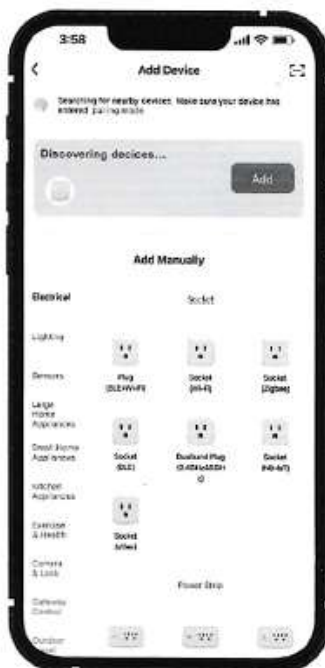 3:58
Add Device
Searching for nearby devices. Make sure your device has
entered pairing mode
Discovering decices...
Add
Add Manually
Electrical
Socket
Lighting
Sensors
Plug
(BLE+Wi-Fi)
Socket
(Wi-Fi)
Socket
(Zigbee)
Large
Home
Appliances
Small Home
Appliances
Socket
(BLE)
Dualband Plug
Socket
(NB-IoT)
Kitchen
Appliances
Exercise
& Health
Socket
(other)
Camera
& Lock
Power Strip
Gateway
Control
Outdoor